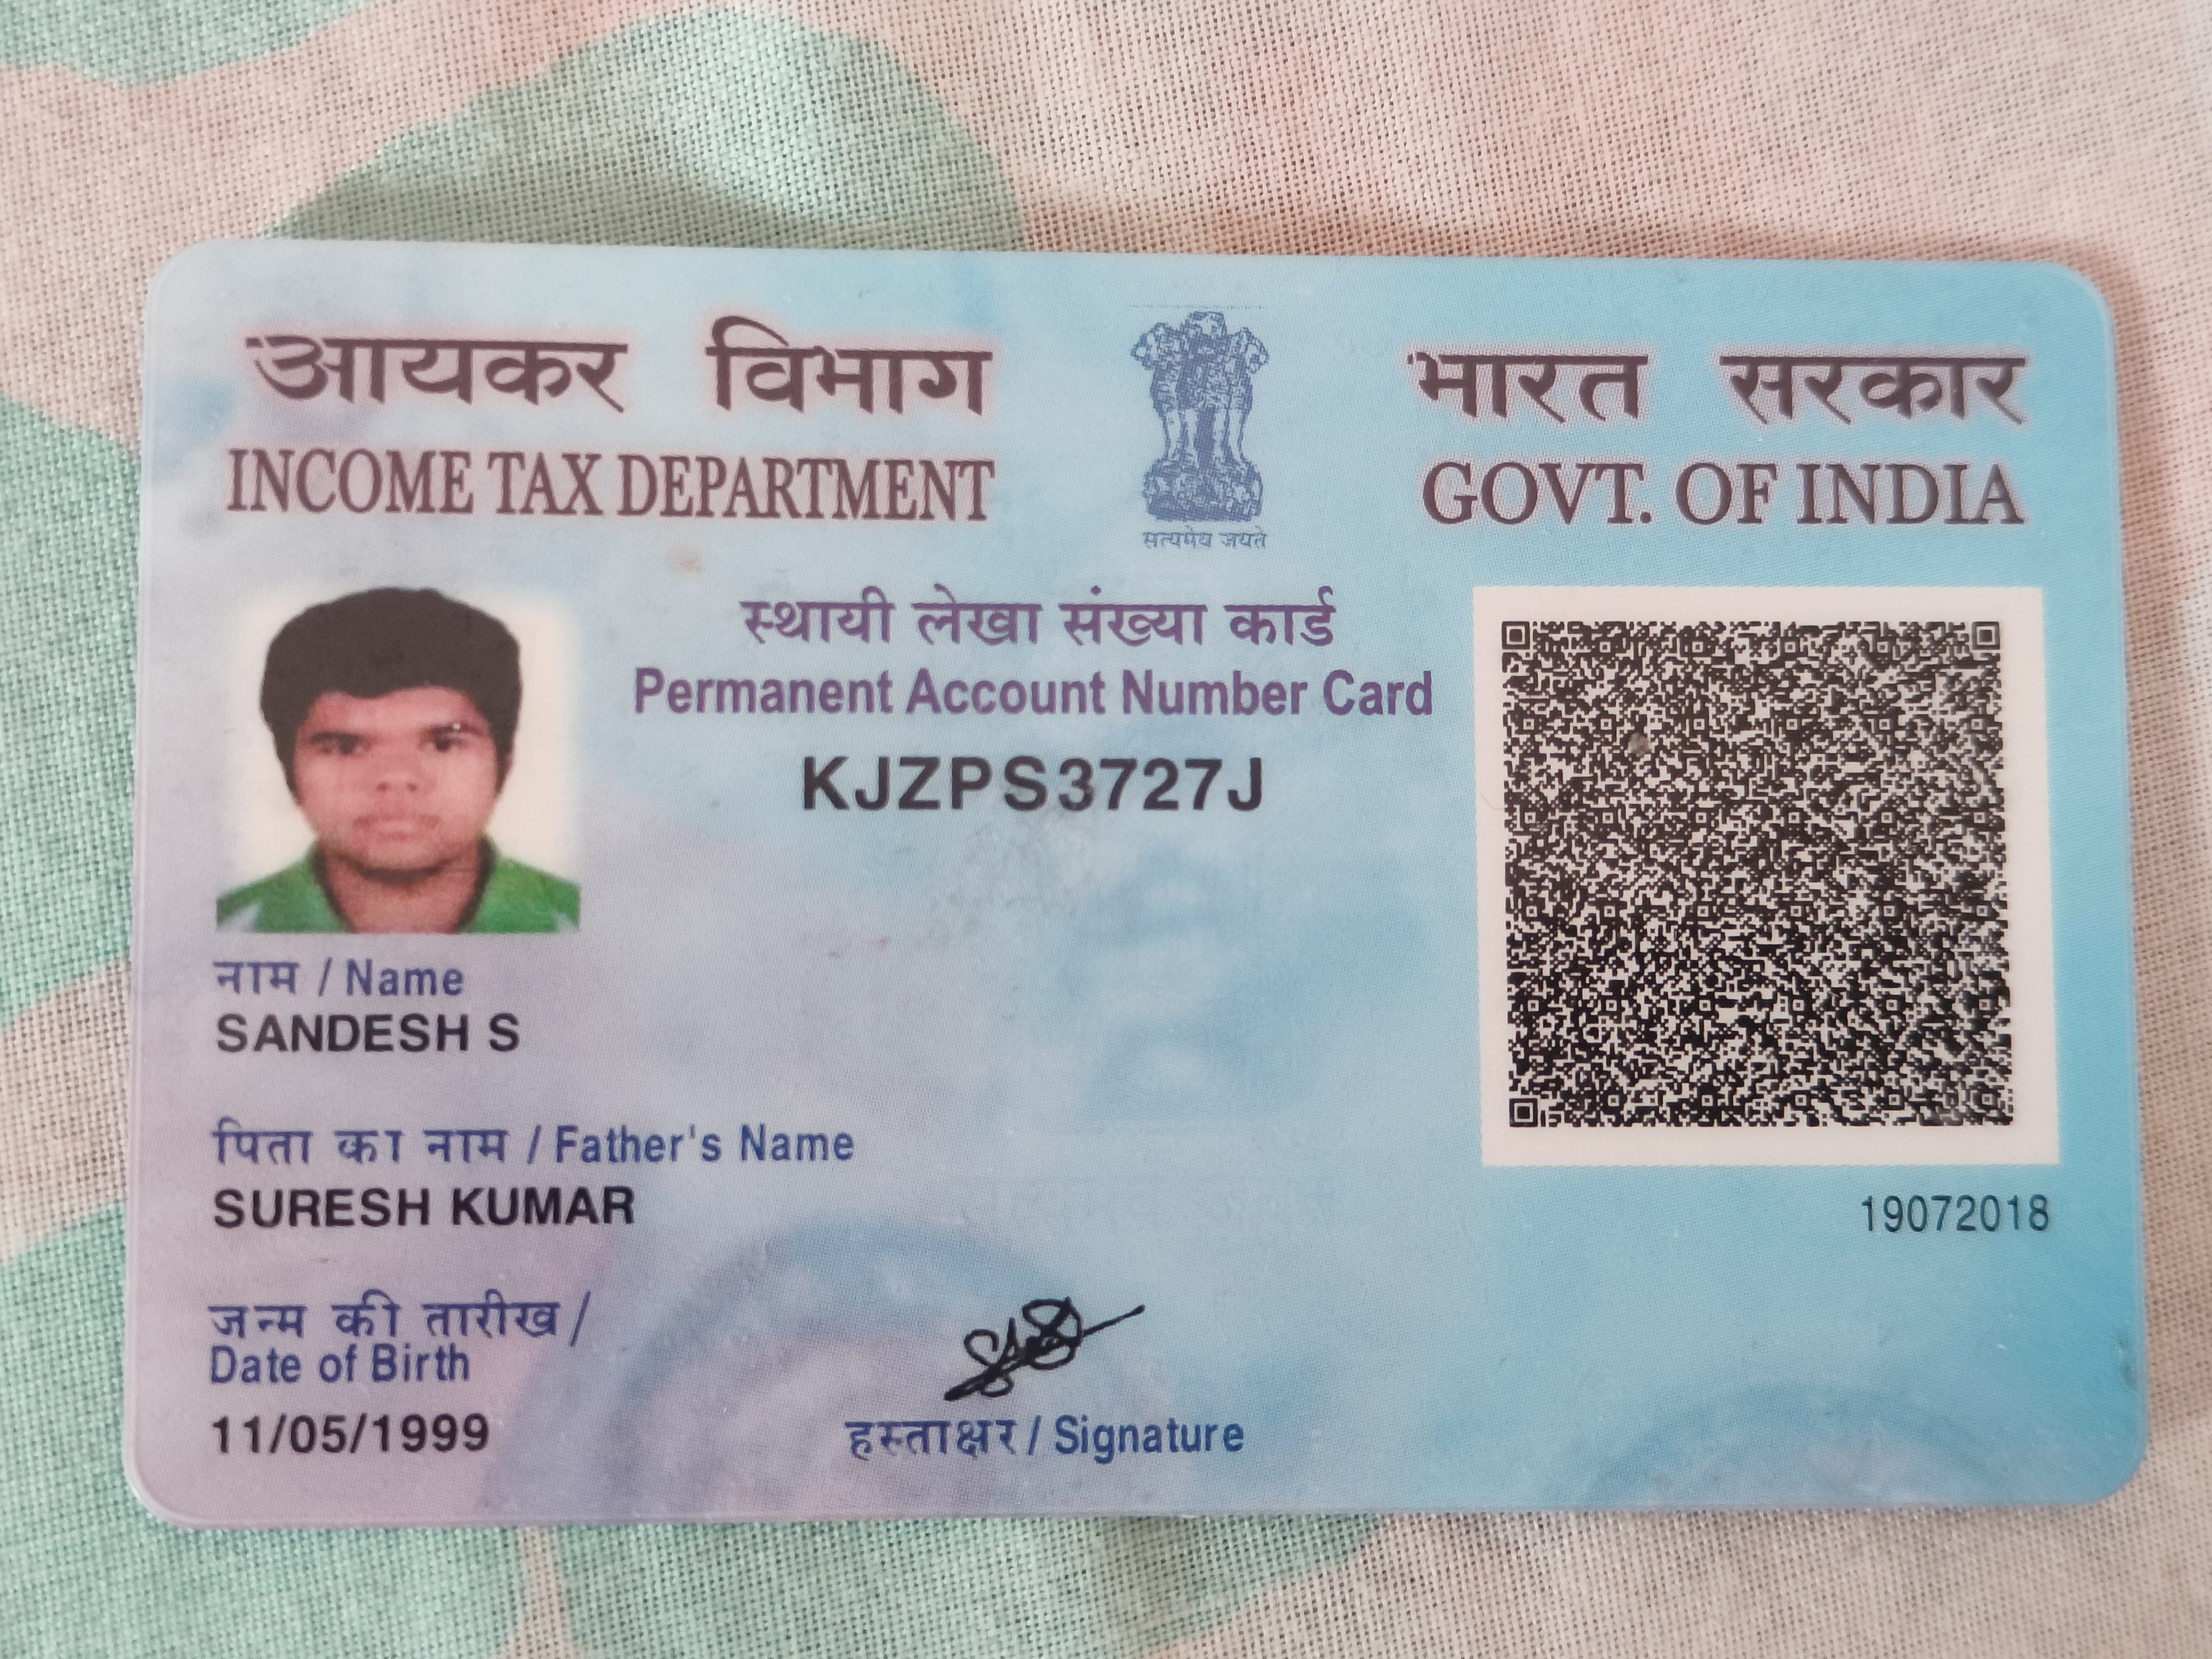 आयकर विभाग
INCOME TAX DEPARTMENT
सत्यमेव जयते
भारत सरकार
GOVT. OF INDIA
स्थायी लेखा संख्या कार्ड
Permanent Account Number Card
KJZPS3727J
नाम / Name
SANDESH S
पिता का नाम / Father's Name
SURESH KUMAR
19072018
जन्म की तारीख /
Date of Birth
11/05/1999
हस्ताक्षर / Signature